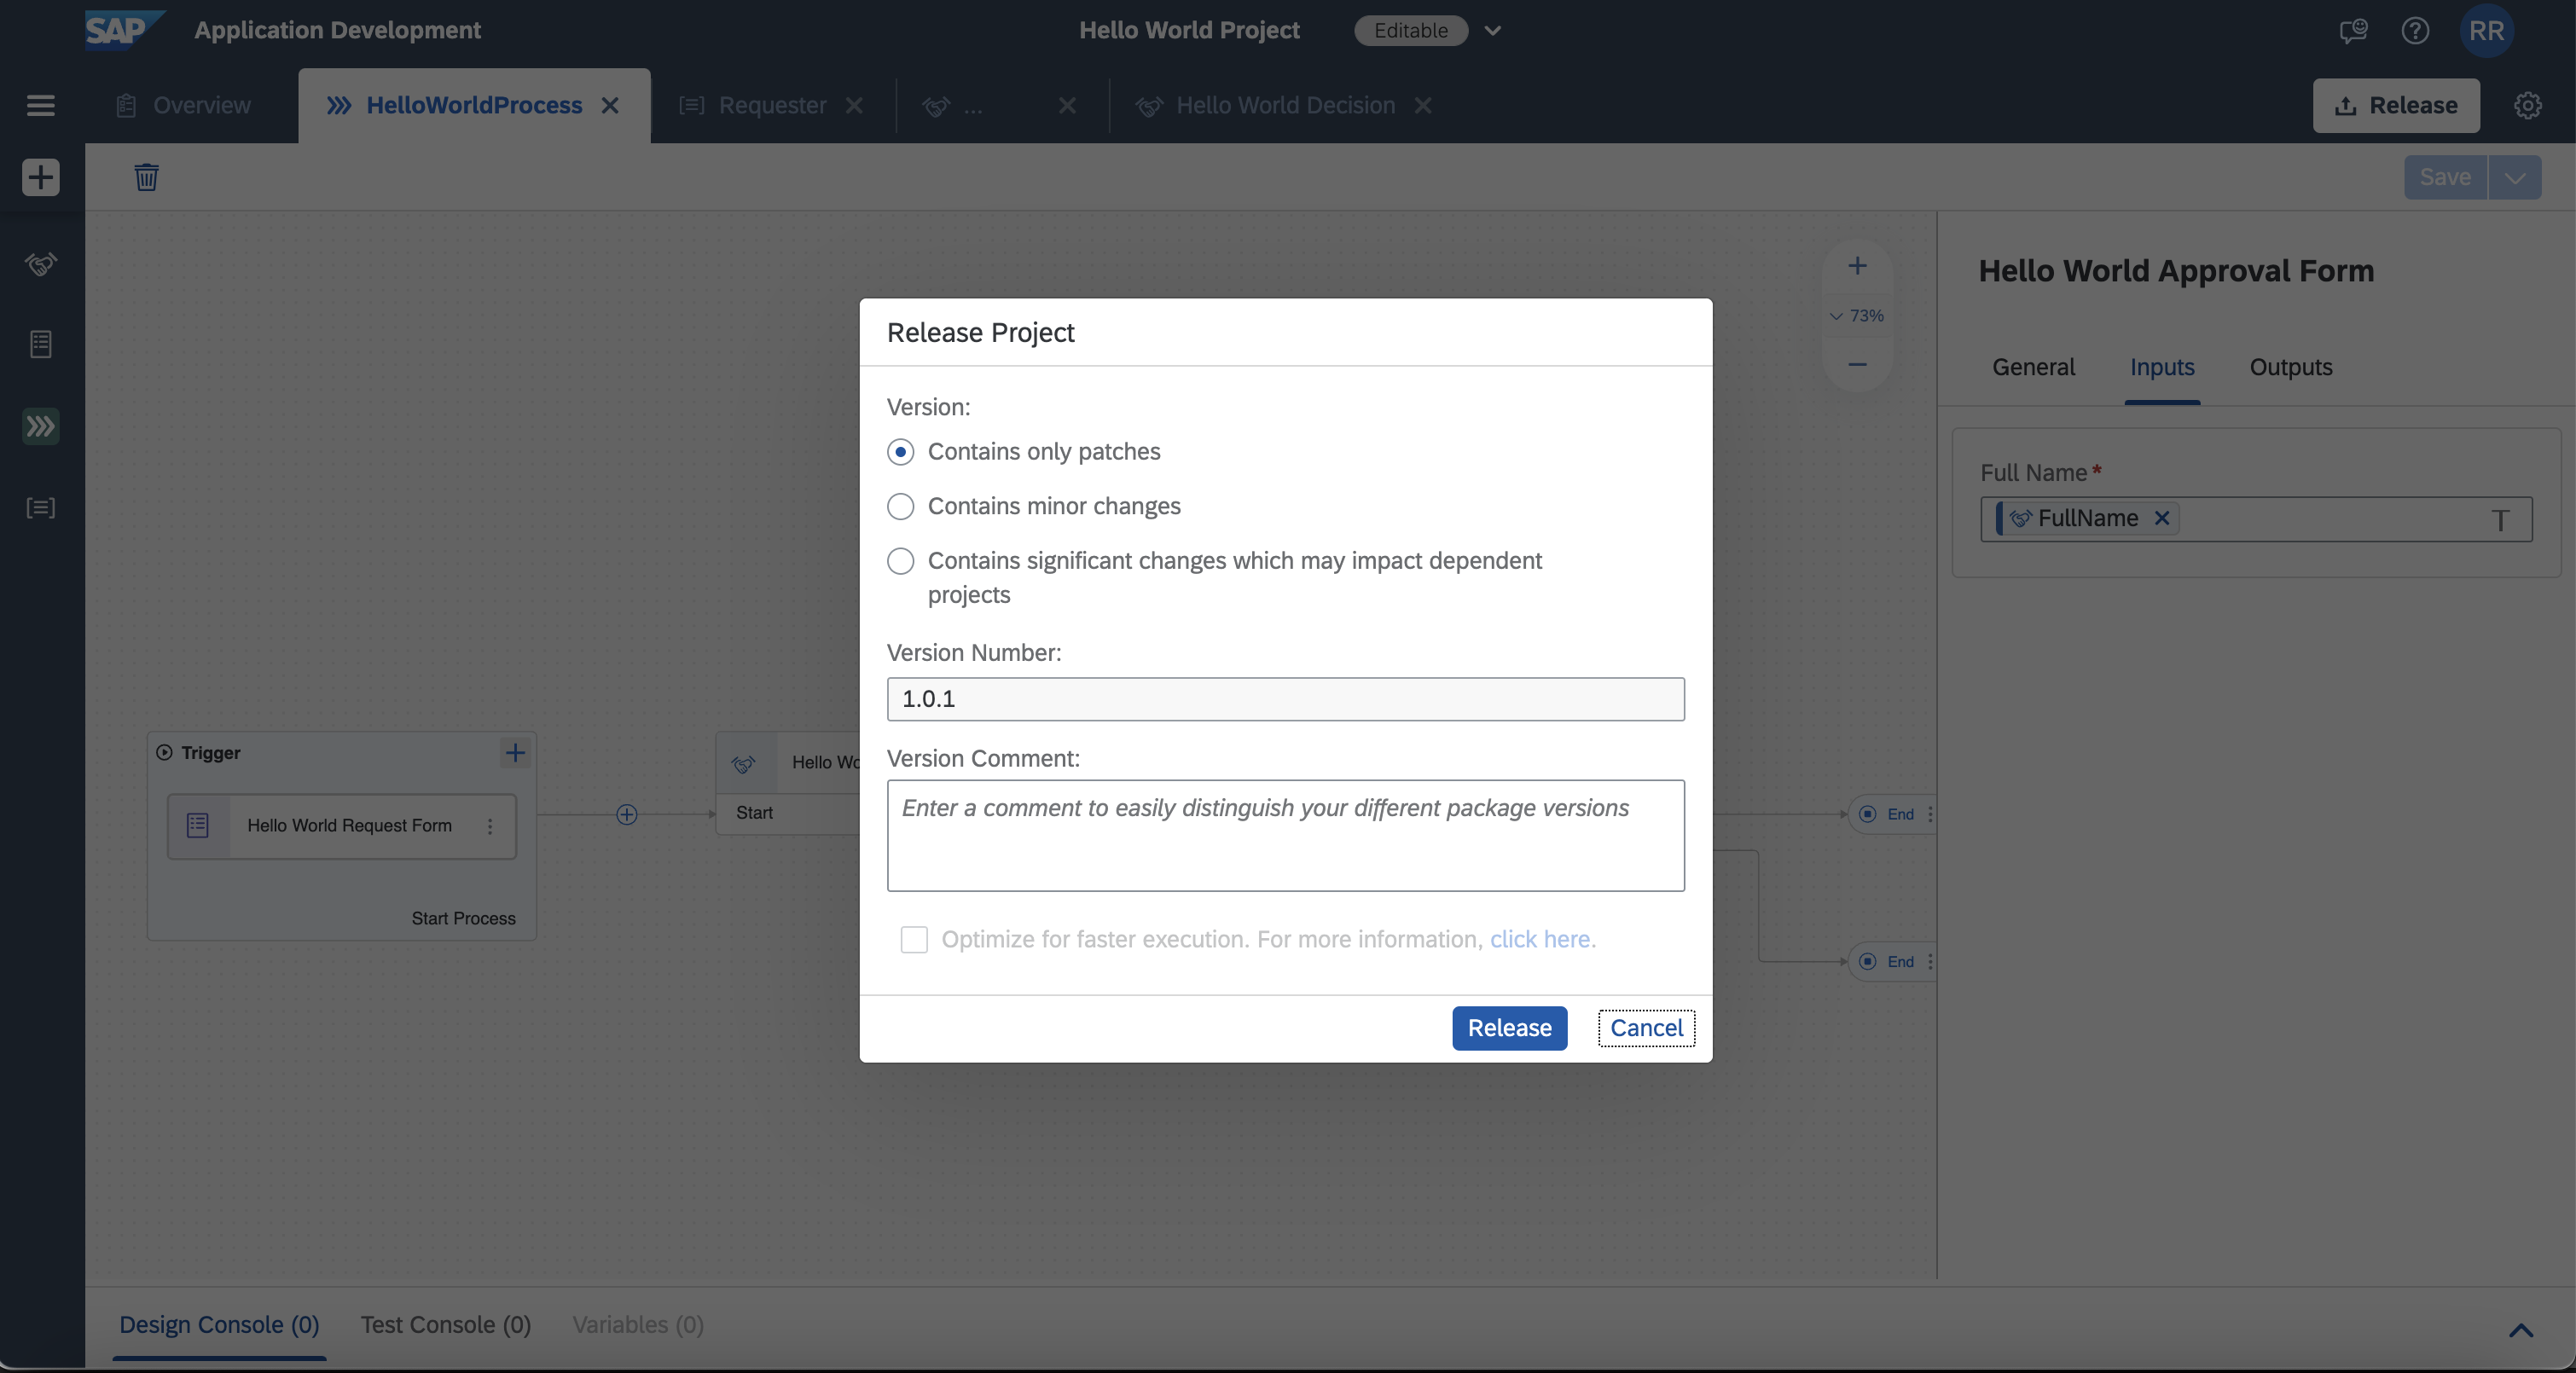 SAP
Application Development
Hello World Project
Editable
RR
Overview
HelloWorldProcess
Requester
...
Hello World Decision
Release
Save
73%
Hello World Approval Form
General
Inputs
Outputs
Full Name*
FullName
Release Project
Version:
Contains only patches
Contains minor changes
Contains significant changes which may impact dependent
projects
Version Number:
1.0.1
Version Comment:
Enter a comment to easily distinguish your different package versions
Optimize for faster execution. For more information, click here.
Release
Cancel
Trigger
Hello World Request Form
Start Process
Hello Wo
Start
End
End
Design Console (0)
Test Console (0)
Variables (0)